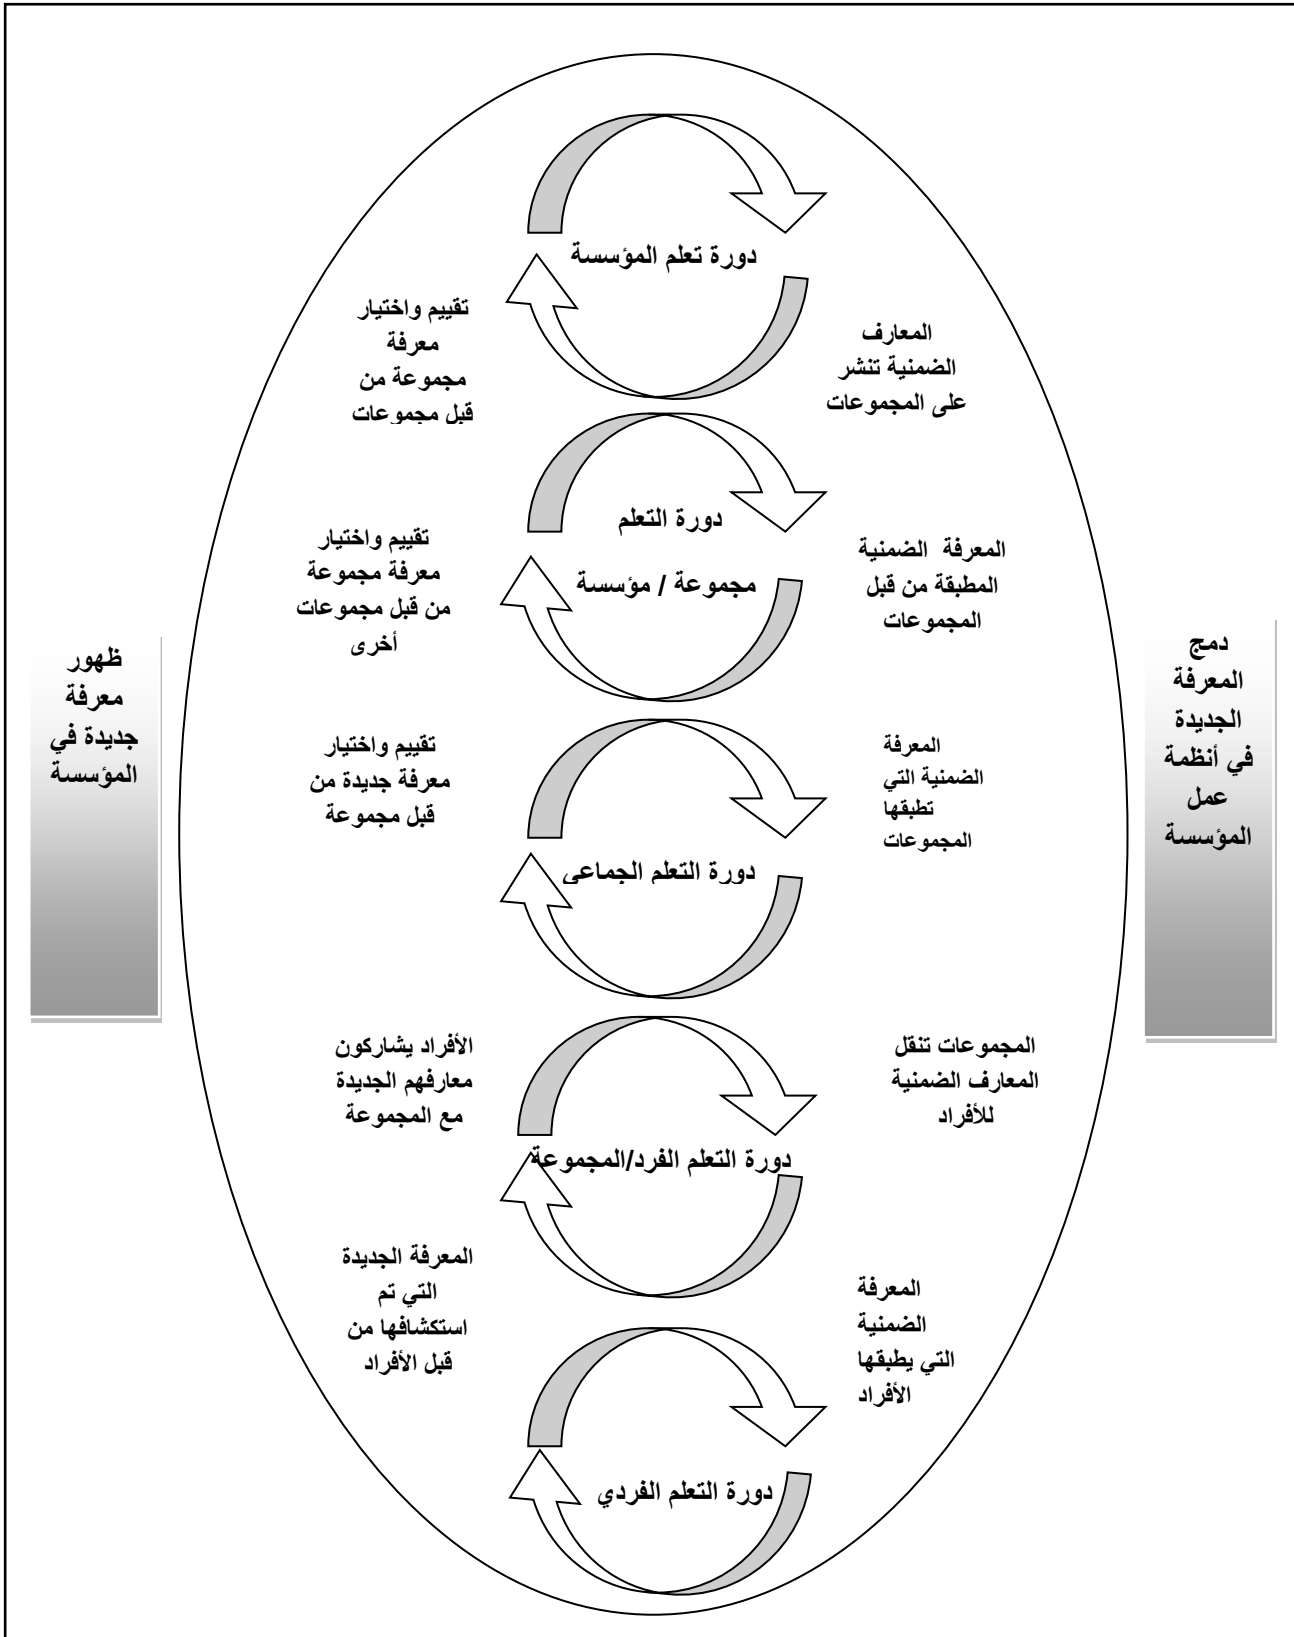 دورة تعلم المؤسسة
المعارف
الضمنية تنشر
على المجموعات
تقييم واختيار
معرفة
مجموعة من
قبل مجموعات
دورة التعلم
مجموعة / مؤسسة
المعرفة الضمنية
المطبقة من قبل
المجموعات
تقييم واختيار
معرفة مجموعة
من قبل مجموعات
أخرى
دمج
المعرفة
الجديدة
في أنظمة
عمل
المؤسسة
ظهور
معرفة
جديدة في
المؤسسة
المعرفة
الضمنية التي
تطبقها
المجموعات
تقييم واختيار
معرفة جديدة من
قبل مجموعة
دورة التعلم الجماعي
المجموعات تنقل
المعارف الضمنية
للأفراد
الأفراد يشاركون
معارفهم الجديدة
مع المجموعة
دورة التعلم الفرد/المجموعة
المعرفة
الضمنية
التي يطبقها
الأفراد
المعرفة الجديدة
التي تم
استكشافها من
قبل الأفراد
دورة التعلم الفردي